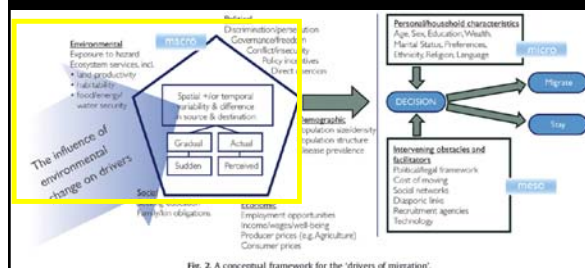 Political
Discrimination/persecution
Governance/freedom
Conflict/insecurity
Policy incentives
Direct coercion
macro
Environmental
Exposure to hazard
Ecosystem services, incl.
• land productivity
• habitability
• food/energy/
water security
Spatial +/or temporal
variability & difference
in source & destination
Gradual
Actual
Sudden
Perceived
The influence of
environmental
change on drivers
Demographic
Population size/density
Population structure
Disease prevalence
Social
Family/kin obligations
Economic
Employment opportunities
Income/wages/well-being
Producer prices (e.g. Agriculture)
Consumer prices
Personal/household characteristics
Age, Sex, Education, Wealth,
Marital Status, Preferences,
Ethnicity, Religion, Language
micro
DECISION
Migrate
Stay
Intervening obstacles and
facilitators
Political/legal framework
Cost of moving
Social networks
Diasporic links
Recruitment agencies
Technology
meso
Fig. 2. A conceptual framework for the 'drivers of migration'.